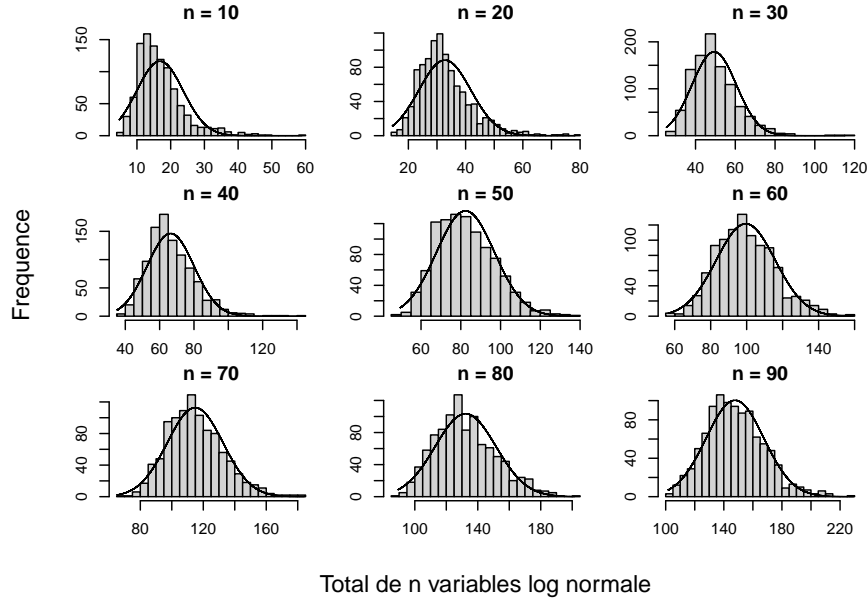 n = 10
n = 20
n = 30
0 50 150
10 20 30 40 50 60
0 40 80
20 40 60 80
0 100 200
20 40 60 80 100 120
Frequence
n = 40
n = 50
n = 60
0 50 150
40 60 80 120
0 40 80
60 80 100 120 140
0 40 100
60 80 100 140
n = 70
n = 80
n = 90
0 40 80
80 120 160
0 40 80
100 140 180
0 40 80
100 140 180 220
Total de n variables log normale